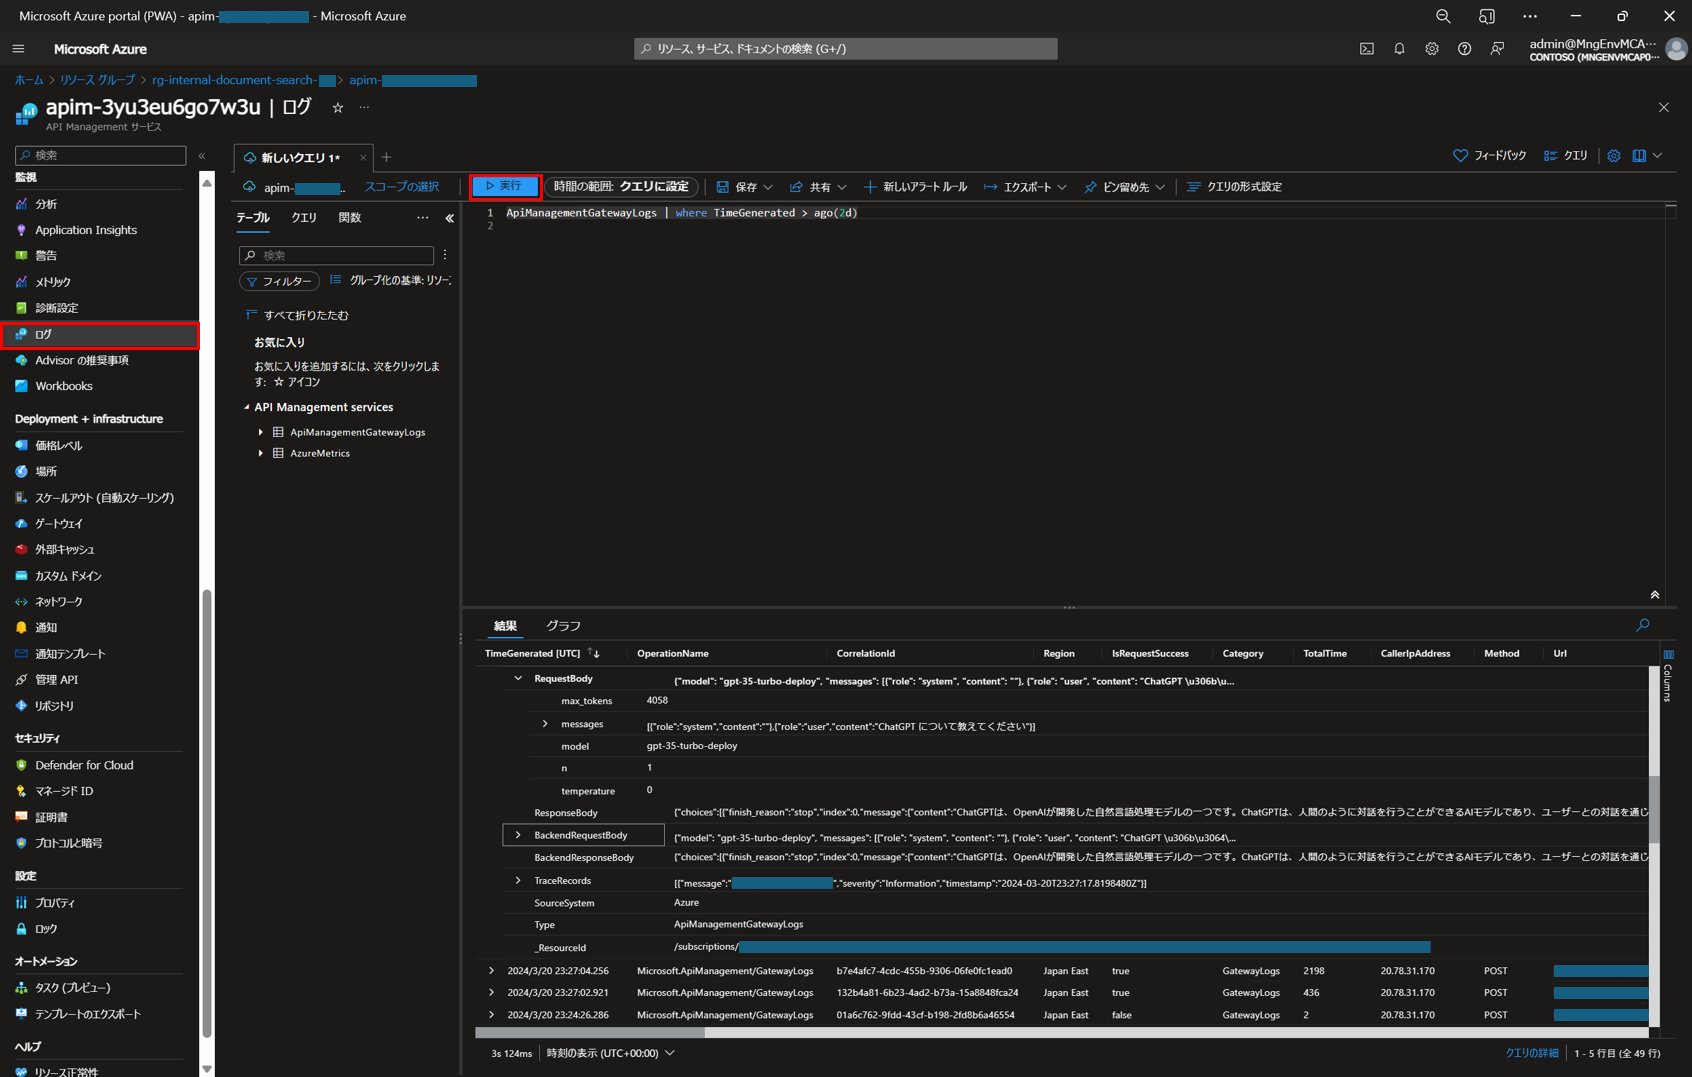 Microsoft Azure portal (PWA) - apim- - Microsoft Azure
Microsoft Azure
リソース、サービス、ドキュメントの検索 (G+/)
admin@MngEnvMCA...
CONTOSO (MNGENVMCAP0...
ホーム > リソース グループ > rg-internal-document-search- > apim-
apim-3yu3eu6go7w3u | ログ
API Management サービス
検索
監視
分析
Application Insights
警告
メトリック
診断設定
ログ
Advisor の推奨事項
Workbooks
Deployment + infrastructure
価格レベル
場所
スケールアウト (自動スケーリング)
ゲートウェイ
外部キャッシュ
カスタム ドメイン
ネットワーク
通知
通知テンプレート
管理 API
リポジトリ
セキュリティ
Defender for Cloud
マネージド ID
証明書
プロトコルと暗号
設定
プロパティ
ロック
オートメーション
タスク (プレビュー)
テンプレートのエクスポート
ヘルプ
リソース正常性
新しいクエリ 1*
フィードバック
クエリ
apim- ..
スコープの選択
実行
時間の範囲: クエリに設定
保存
共有
新しいアラート ルール
エクスポート
ピン留め先
クエリの形式設定
テーブル
クエリ
関数
検索
フィルター
グループ化の基準: リソー
すべて折りたたむ
お気に入り
お気に入りを追加するには、次をクリックしま
す: ☆ アイコン
API Management services
ApiManagementGatewayLogs
AzureMetrics
1 ApiManagementGatewayLogs | where TimeGenerated > ago(2d)
2
結果
グラフ
TimeGenerated [UTC] OperationName CorrelationId Region IsRequestSuccess Category TotalTime CallerIpAddress Method Url
Columns
RequestBody {"model": "gpt-35-turbo-deploy", "messages": [{"role": "system", "content": ""}, {"role": "user", "content": "ChatGPT \u306b\u...
max_tokens 4058
messages [{"role":"system","content":""},{"role":"user","content":"ChatGPT について教えてください"}]
model gpt-35-turbo-deploy
n 1
temperature 0
ResponseBody {"choices":[{"finish_reason":"stop","index":0,"message":{"content":"ChatGPTは、OpenAIが開発した自然言語処理モデルの一つです。ChatGPTは、人間のように対話を行うことができるAIモデルであり、ユーザーとの対話を通じ
BackendRequestBody {"model": "gpt-35-turbo-deploy", "messages": [{"role": "system", "content": ""}, {"role": "user", "content": "ChatGPT \u306b\u3064\...
BackendResponseBody {"choices":[{"finish_reason":"stop","index":0,"message":{"content":"ChatGPTは、OpenAIが開発した自然言語処理モデルの一つです。ChatGPTは、人間のように対話を行うことができるAIモデルであり、ユーザーとの対話を通じ
TraceRecords [{"message":" ","severity":"Information","timestamp":"2024-03-20T23:27:17.8198480Z"}]
SourceSystem Azure
Type ApiManagementGatewayLogs
_ResourceId /subscriptions/
2024/3/20 23:27:04.256 Microsoft.ApiManagement/GatewayLogs b7e4afc7-4cdc-455b-9306-06fe0fc1ead0 Japan East true GatewayLogs 2198 20.78.31.170 POST
2024/3/20 23:27:02.921 Microsoft.ApiManagement/GatewayLogs 132b4a81-6b23-4ad2-b73a-15a8848fca24 Japan East true GatewayLogs 436 20.78.31.170 POST
2024/3/20 23:24:26.286 Microsoft.ApiManagement/GatewayLogs 01a6c762-9fdd-43cf-b198-2fd8b6a46554 Japan East false GatewayLogs 2 20.78.31.170 POST
3s 124ms
時刻の表示 (UTC+00:00)
クエリの詳細
1 - 5 行目 (全 49 行)